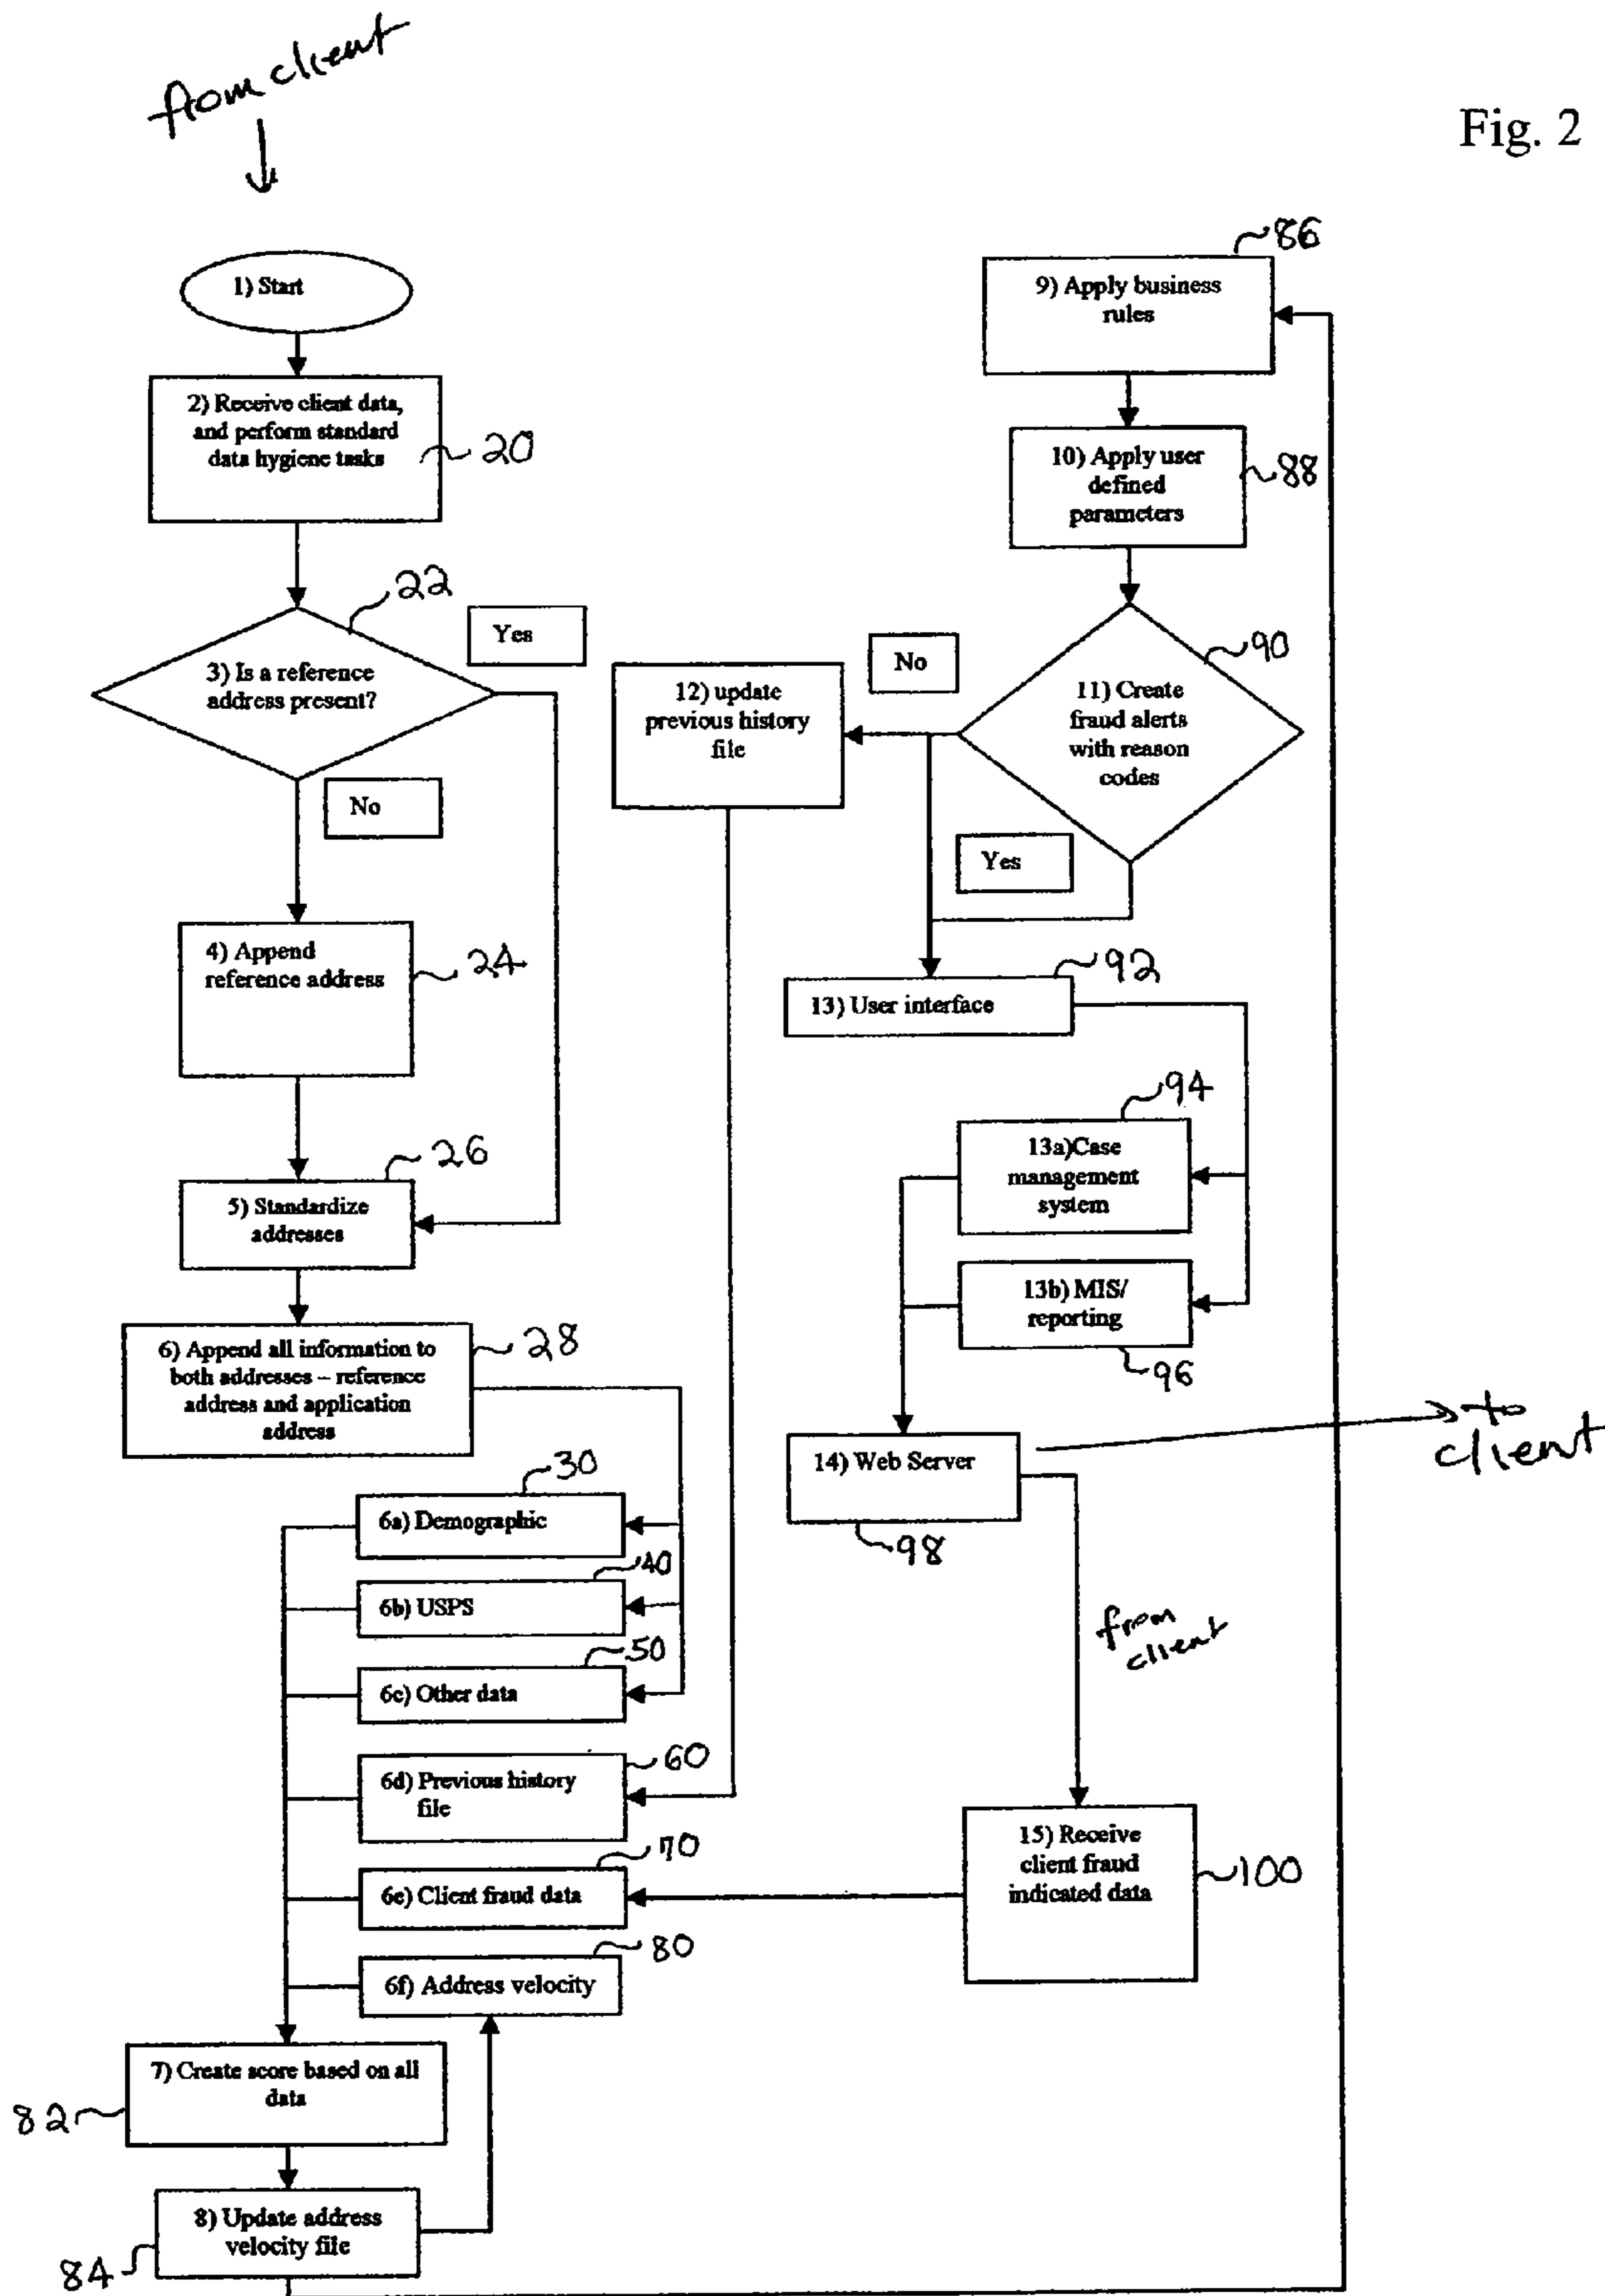 from client
Fig. 2
1) Start
2) Receive client data,
and perform standard
data hygiene tasks
20
22
Yes
3) Is a reference
address present?
No
4) Append
reference address
24
26
5) Standardize
addresses
6) Append all information to
both addresses – reference
address and application
address
28
30
6a) Demographic
40
6b) USPS
50
6c) Other data
60
6d) Previous history
file
70
6e) Client fraud data
80
6f) Address velocity
7) Create score based on all
data
82
8) Update address
velocity file
84
86
9) Apply business
rules
10) Apply user
defined
parameters
88
90
No
11) Create
fraud alerts
with reason
codes
12) update
previous history
file
Yes
92
13) User interface
94
13a)Case
management
system
13b) MIS/
reporting
96
14) Web Server
98
to
client
from
client
15) Receive
client fraud
indicated data
100